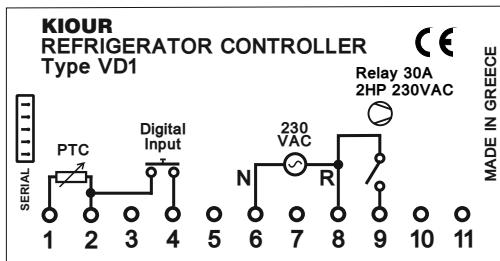 KIOUR
REFRIGERATOR CONTROLLER
Type VD1
CE
MADE IN GREECE
Relay 30A
2HP 230VAC
SERIAL
PTC
Digital
Input
230
VAC
N
R
1 2 3 4 5 6 7 8 9 10 11